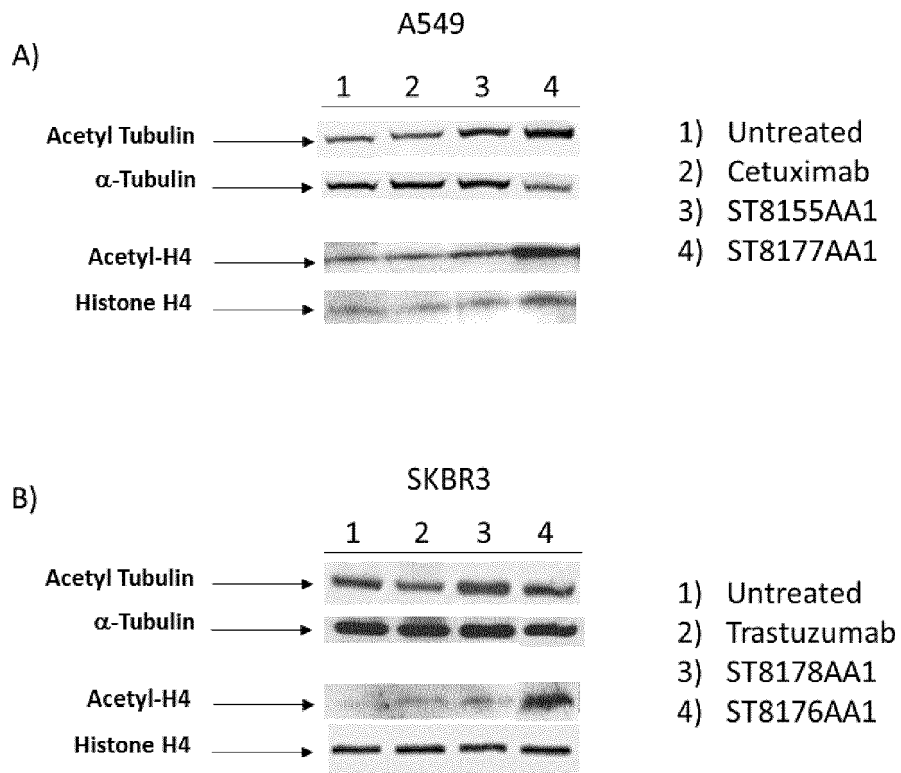 A549
A)
1 2 3 4
Acetyl Tubulin
α-Tubulin
Acetyl-H4
Histone H4
1) Untreated
2) Cetuximab
3) ST8155AA1
4) ST8177AA1
SKBR3
B)
1 2 3 4
Acetyl Tubulin
α-Tubulin
Acetyl-H4
Histone H4
1) Untreated
2) Trastuzumab
3) ST8178AA1
4) ST8176AA1